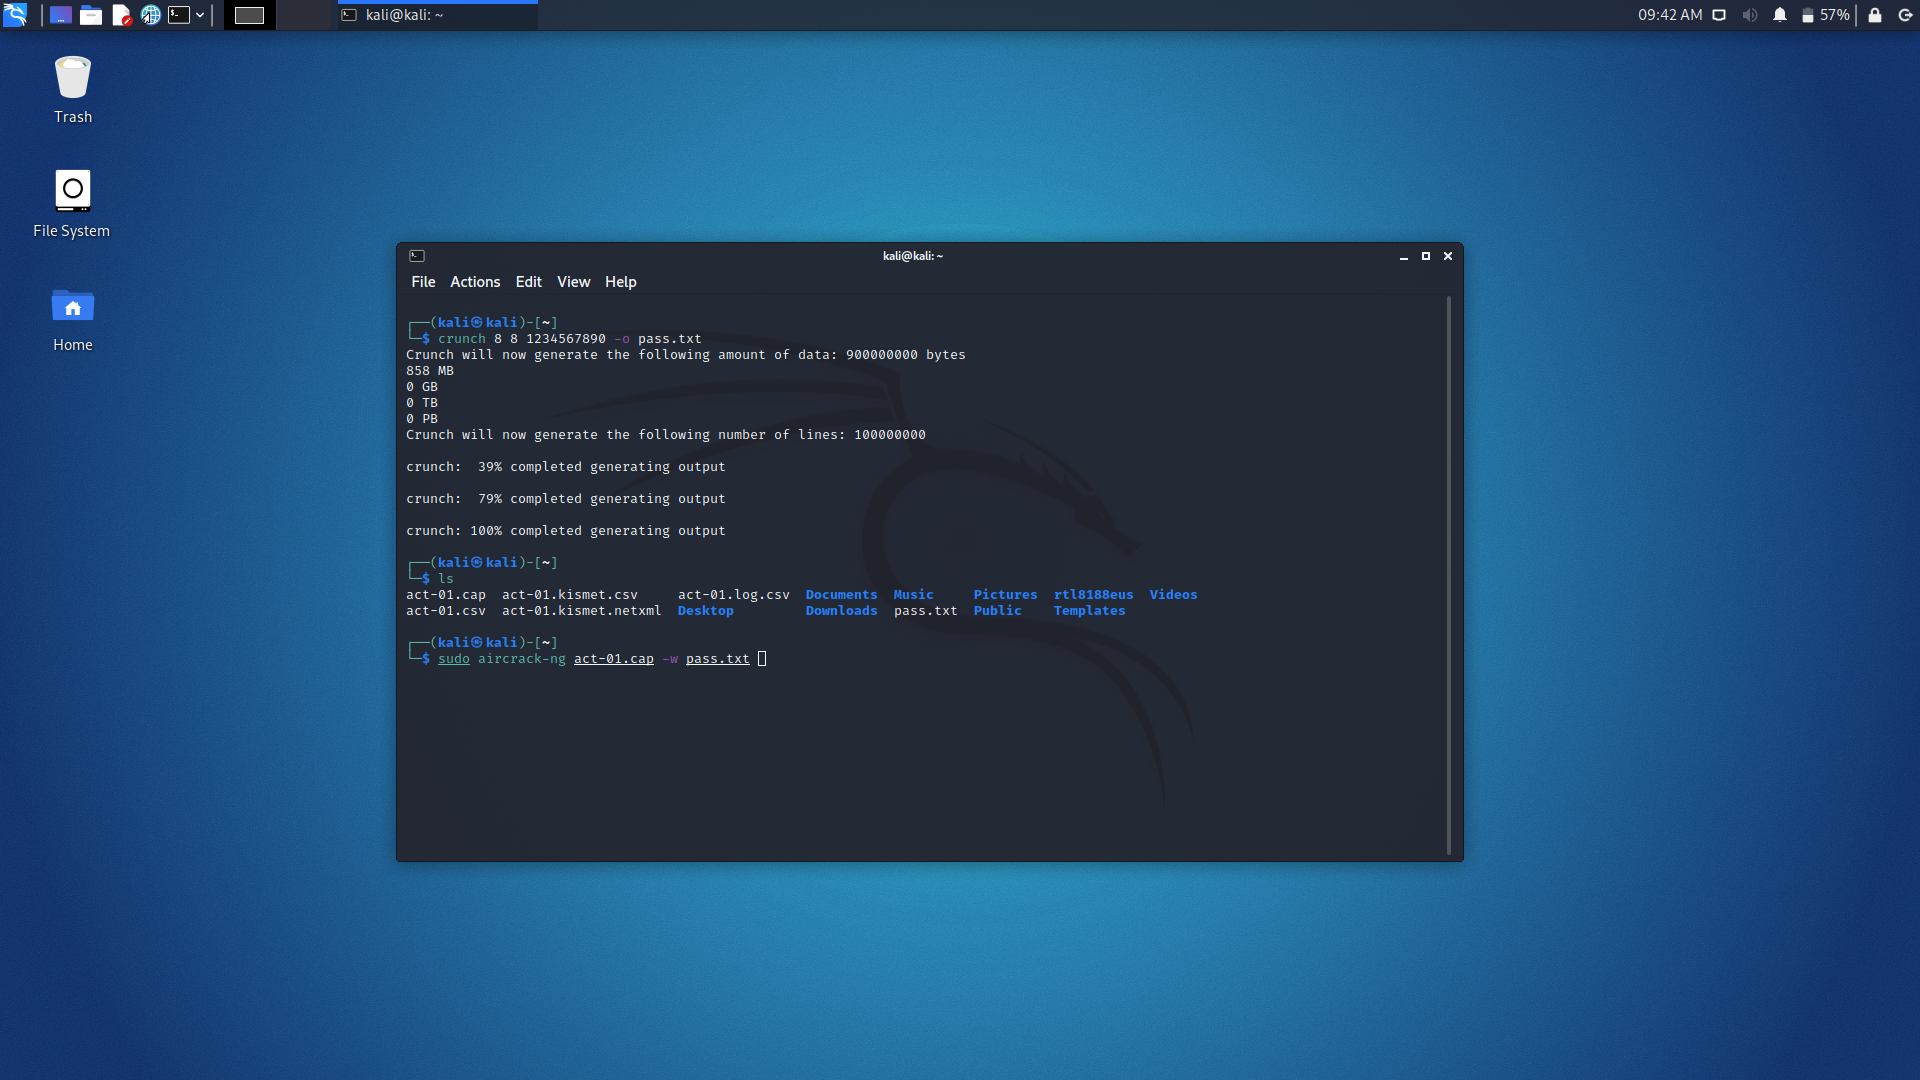 kali@kali: ~
09:42 AM
57%
Trash
File System
Home
kali@kali: ~
File Actions Edit View Help
┌──(kali㉿kali)-[~]
└─$ crunch 8 8 1234567890 -o pass.txt
Crunch will now generate the following amount of data: 900000000 bytes
858 MB
0 GB
0 TB
0 PB
Crunch will now generate the following number of lines: 100000000
crunch:  39% completed generating output
crunch:  79% completed generating output
crunch: 100% completed generating output
┌──(kali㉿kali)-[~]
└─$ ls
act-01.cap  act-01.kismet.csv     act-01.log.csv  Documents  Music     Pictures  rtl8188eus  Videos
act-01.csv  act-01.kismet.netxml  Desktop         Downloads  pass.txt  Public    Templates
┌──(kali㉿kali)-[~]
└─$ sudo aircrack-ng act-01.cap -w pass.txt